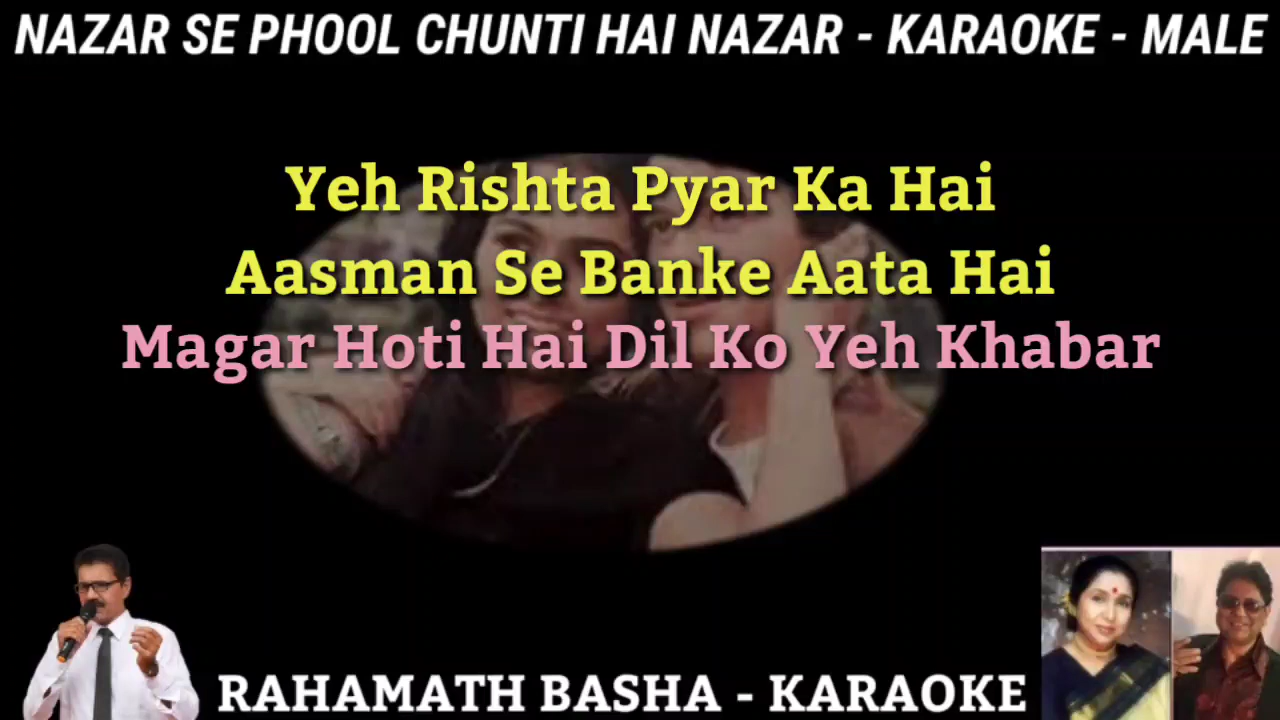 NAZAR SE PHOOL CHUNTI HAI NAZAR - KARAOKE - MALE
Yeh Rishta Pyar Ka Hai
Aasman Se Banke Aata Hai
Magar Hoti Hai Dil Ko Yeh Khabar
RAHAMATH BASHA - KARAOKE